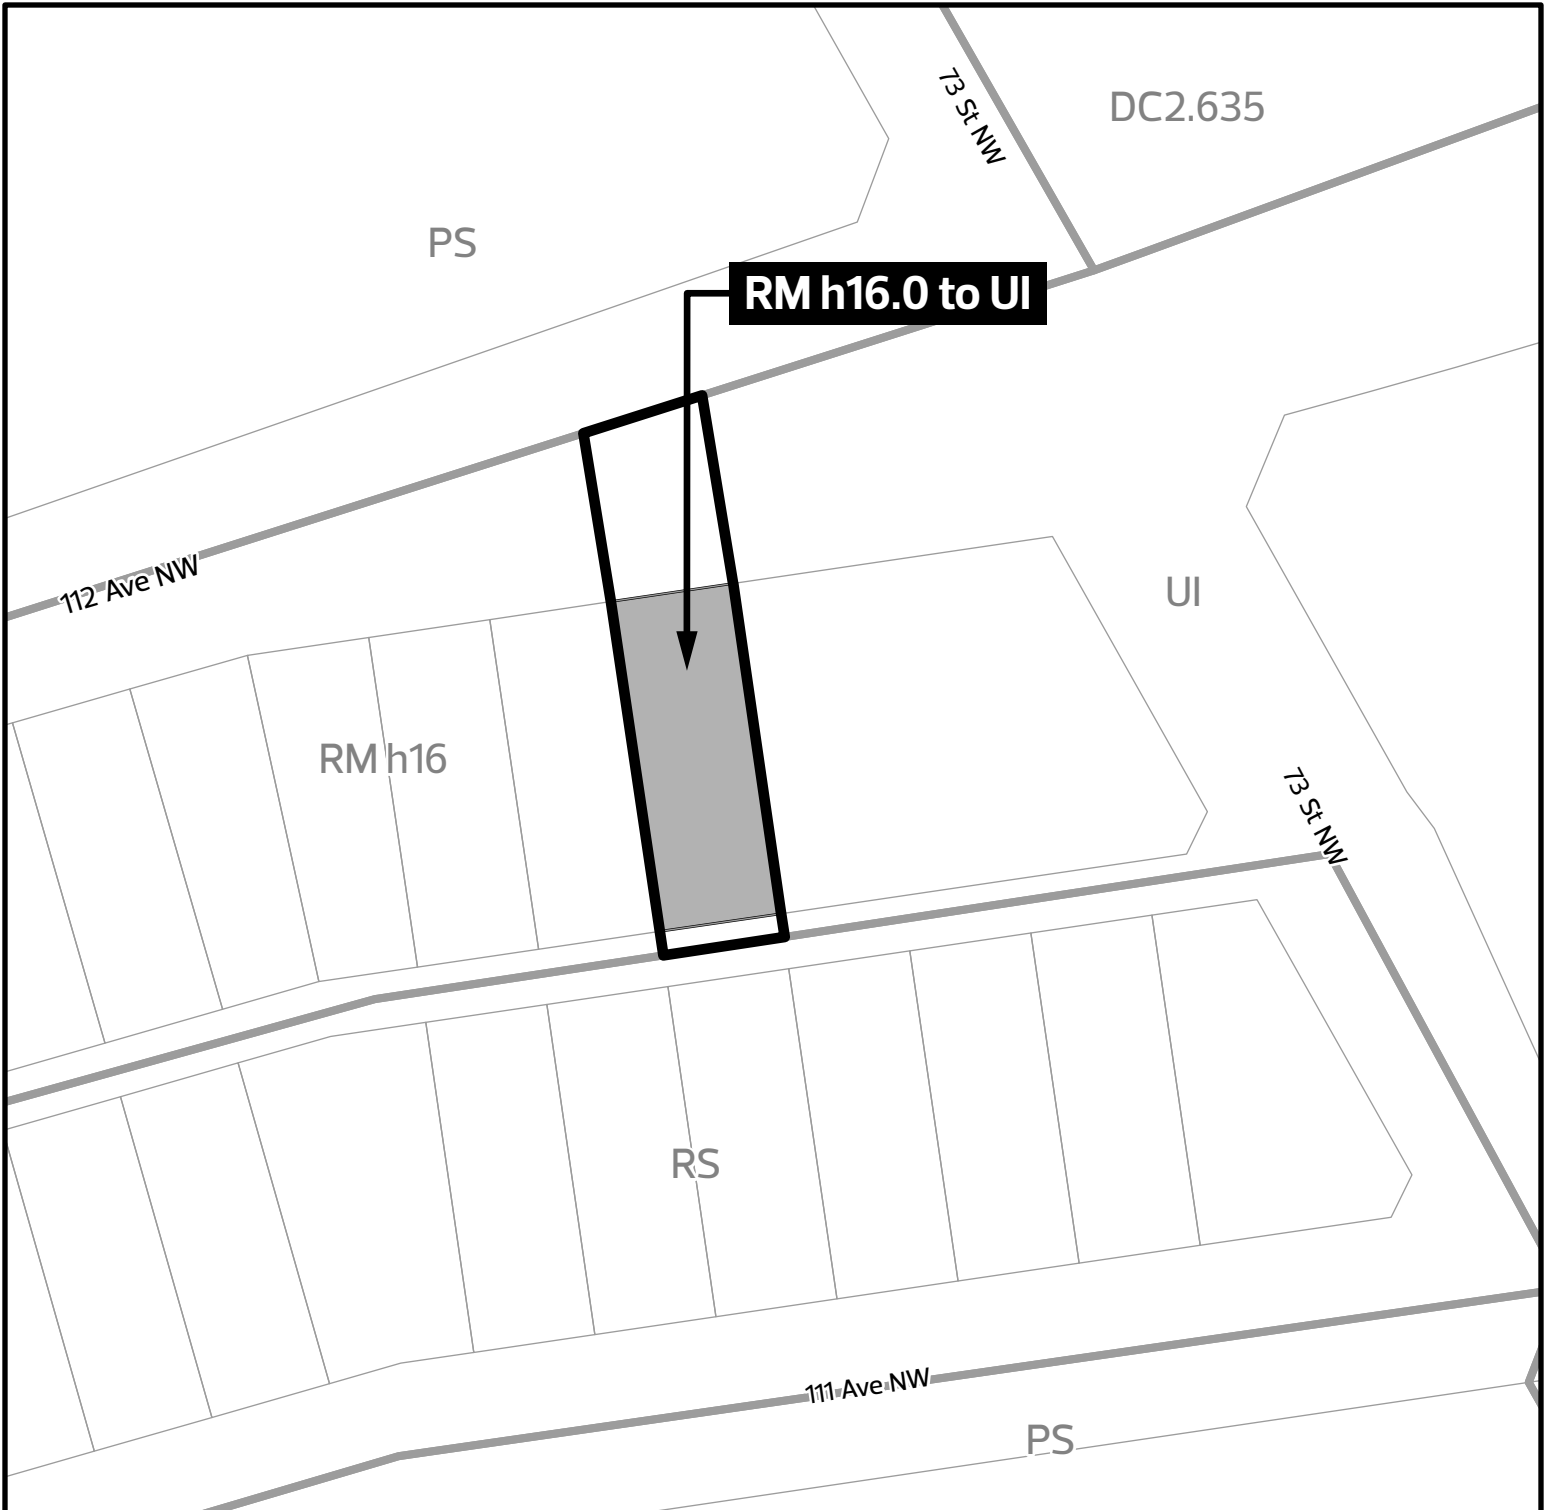 73 St NW
DC2.635
PS
RM h16.0 to UI
112 Ave NW
UI
RM h16
73 St NW
RS
111 Ave NW
PS